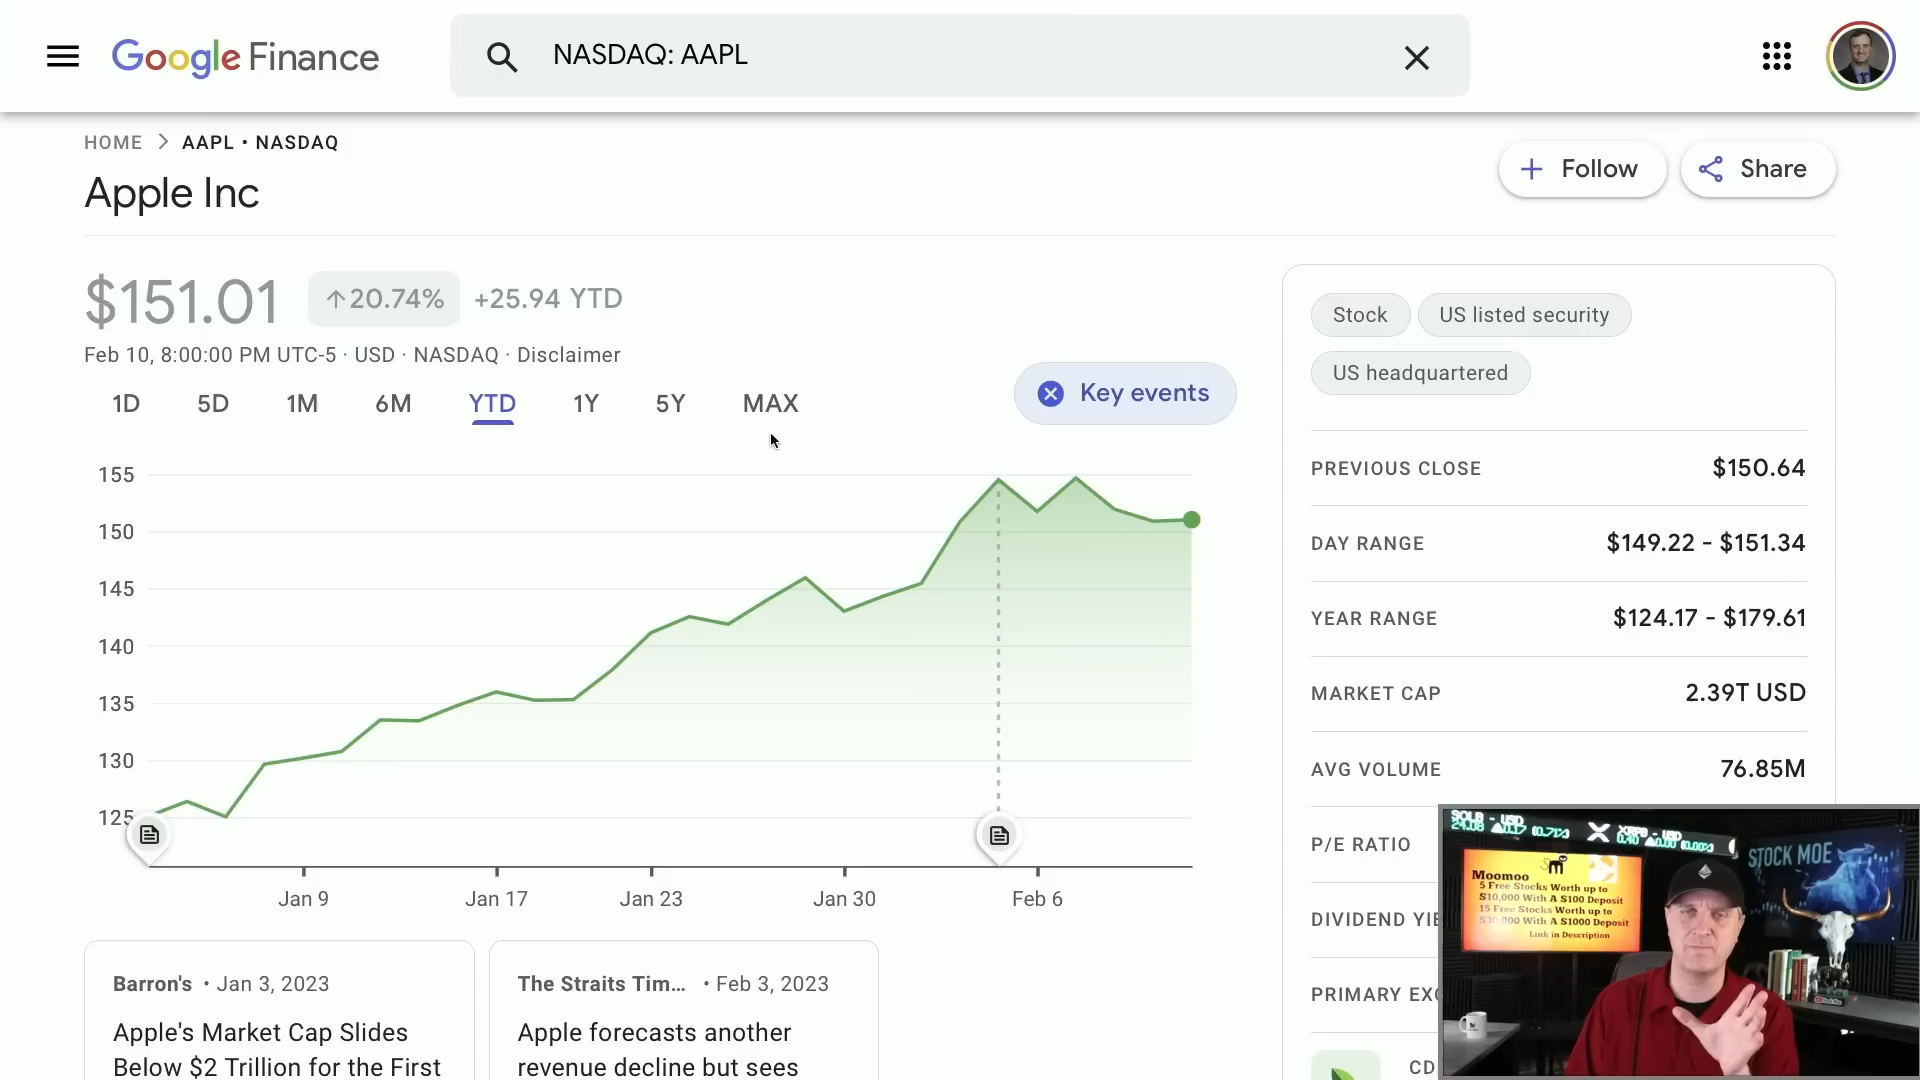 Google Finance
NASDAQ: AAPL
HOME > AAPL • NASDAQ
Apple Inc
Follow
Share
$151.01
↑20.74%
+25.94 YTD
Feb 10, 8:00:00 PM UTC-5 · USD · NASDAQ · Disclaimer
1D 5D 1M 6M YTD 1Y 5Y MAX
Key events
155
150
145
140
135
130
125
Jan 9 Jan 17 Jan 23 Jan 30 Feb 6
Barron's • Jan 3, 2023
Apple's Market Cap Slides
Below $2 Trillion for the First
The Straits Tim... • Feb 3, 2023
Apple forecasts another
revenue decline but sees
Stock
US listed security
US headquartered
PREVIOUS CLOSE $150.64
DAY RANGE $149.22 - $151.34
YEAR RANGE $124.17 - $179.61
MARKET CAP 2.39T USD
AVG VOLUME 76.85M
P/E RATIO
DIVIDEND YIE
PRIMARY EXC
CD
STOCK MOE
Moomoo
5 Free Stocks Worth up to
$10,000 With A $100 Deposit
15 Free Stocks Worth up to
$30,000 With A $1000 Deposit
Link in Description